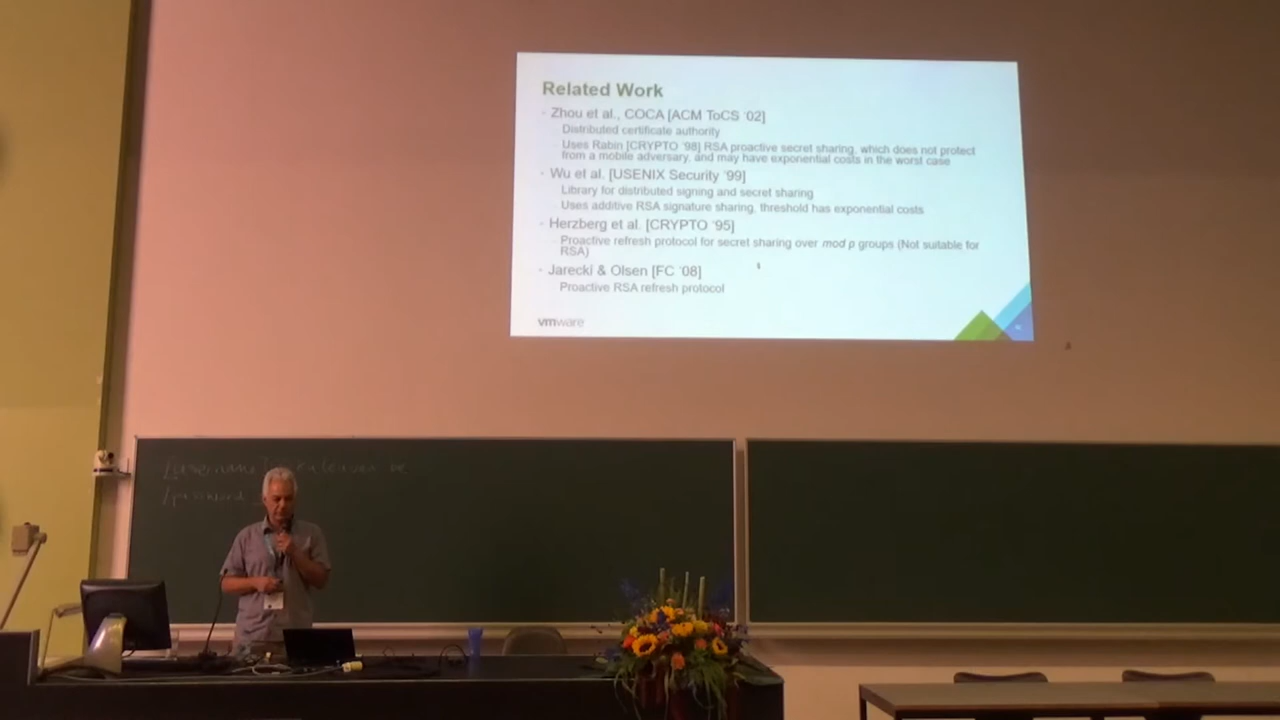 Related Work
Zhou et al., COCA [ACM ToCS '02]
Distributed certificate authority
Uses Rabin [CRYPTO '98] RSA proactive secret sharing, which does not protect
from a mobile adversary, and may have exponential costs in the worst case
Wu et al. [USENIX Security '99]
Library for distributed signing and secret sharing
Uses additive RSA signature sharing, threshold has exponential costs
Herzberg et al. [CRYPTO '95]
Proactive refresh protocol for secret sharing over mod p groups (Not suitable for
RSA)
Jarecki & Olsen [FC '08]
Proactive RSA refresh protocol
vmware
password